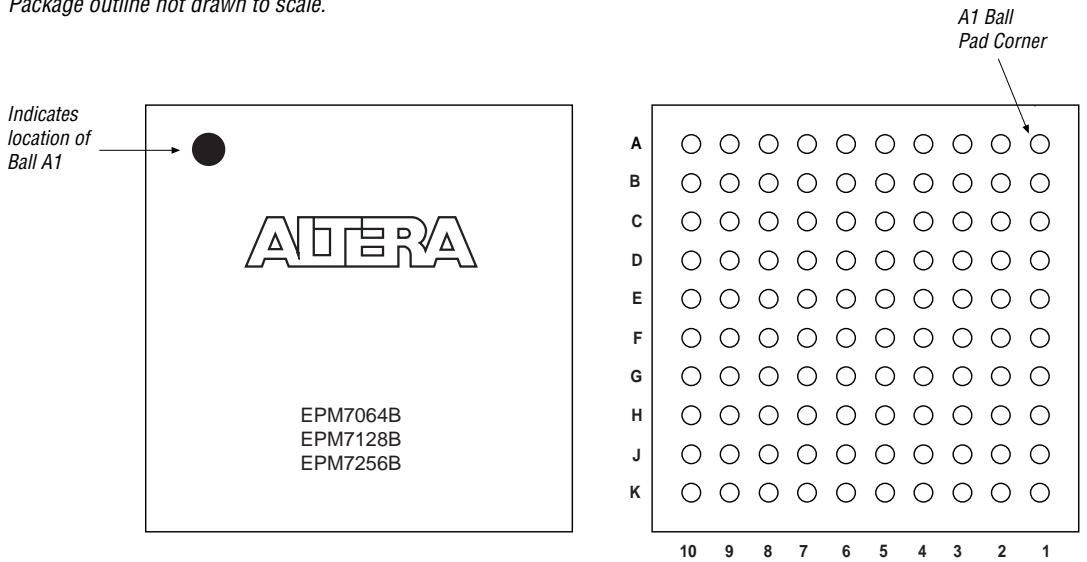 Package outline not drawn to scale.
A1 Ball
Pad Corner
Indicates
location of
Ball A1
ALTERA
EPM7064B
EPM7128B
EPM7256B
A
B
C
D
E
F
G
H
J
K
10 9 8 7 6 5 4 3 2 1